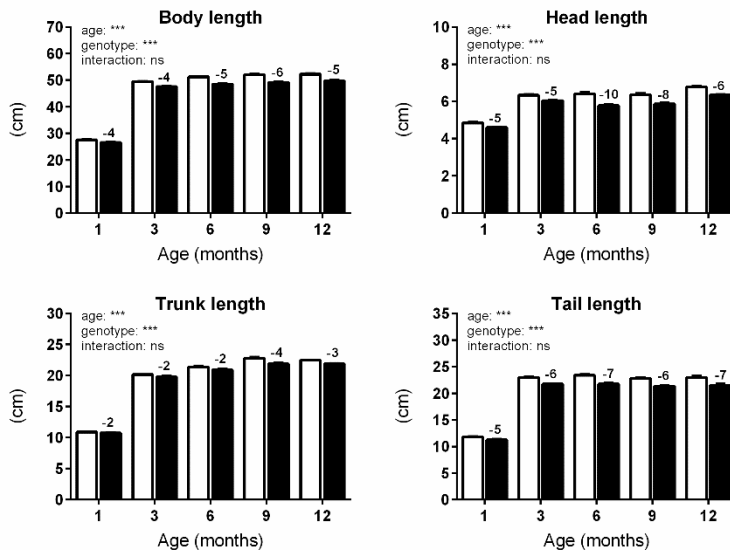 Body length
age: ***
genotype: ***
interaction: ns
70
60
50
40
30
20
10
0
(cm)
-4
-4
-5
-6
-5
1 3 6 9 12
Age (months)
Head length
age: ***
genotype: ***
interaction: ns
10
8
6
4
2
0
(cm)
-5
-5
-10
-8
-6
1 3 6 9 12
Age (months)
Trunk length
age: ***
genotype: ***
interaction: ns
30
25
20
15
10
5
0
(cm)
-2
-2
-2
-4
-3
1 3 6 9 12
Age (months)
Tail length
age: ***
genotype: ***
interaction: ns
35
30
25
20
15
10
5
0
(cm)
-5
-6
-7
-6
-7
1 3 6 9 12
Age (months)